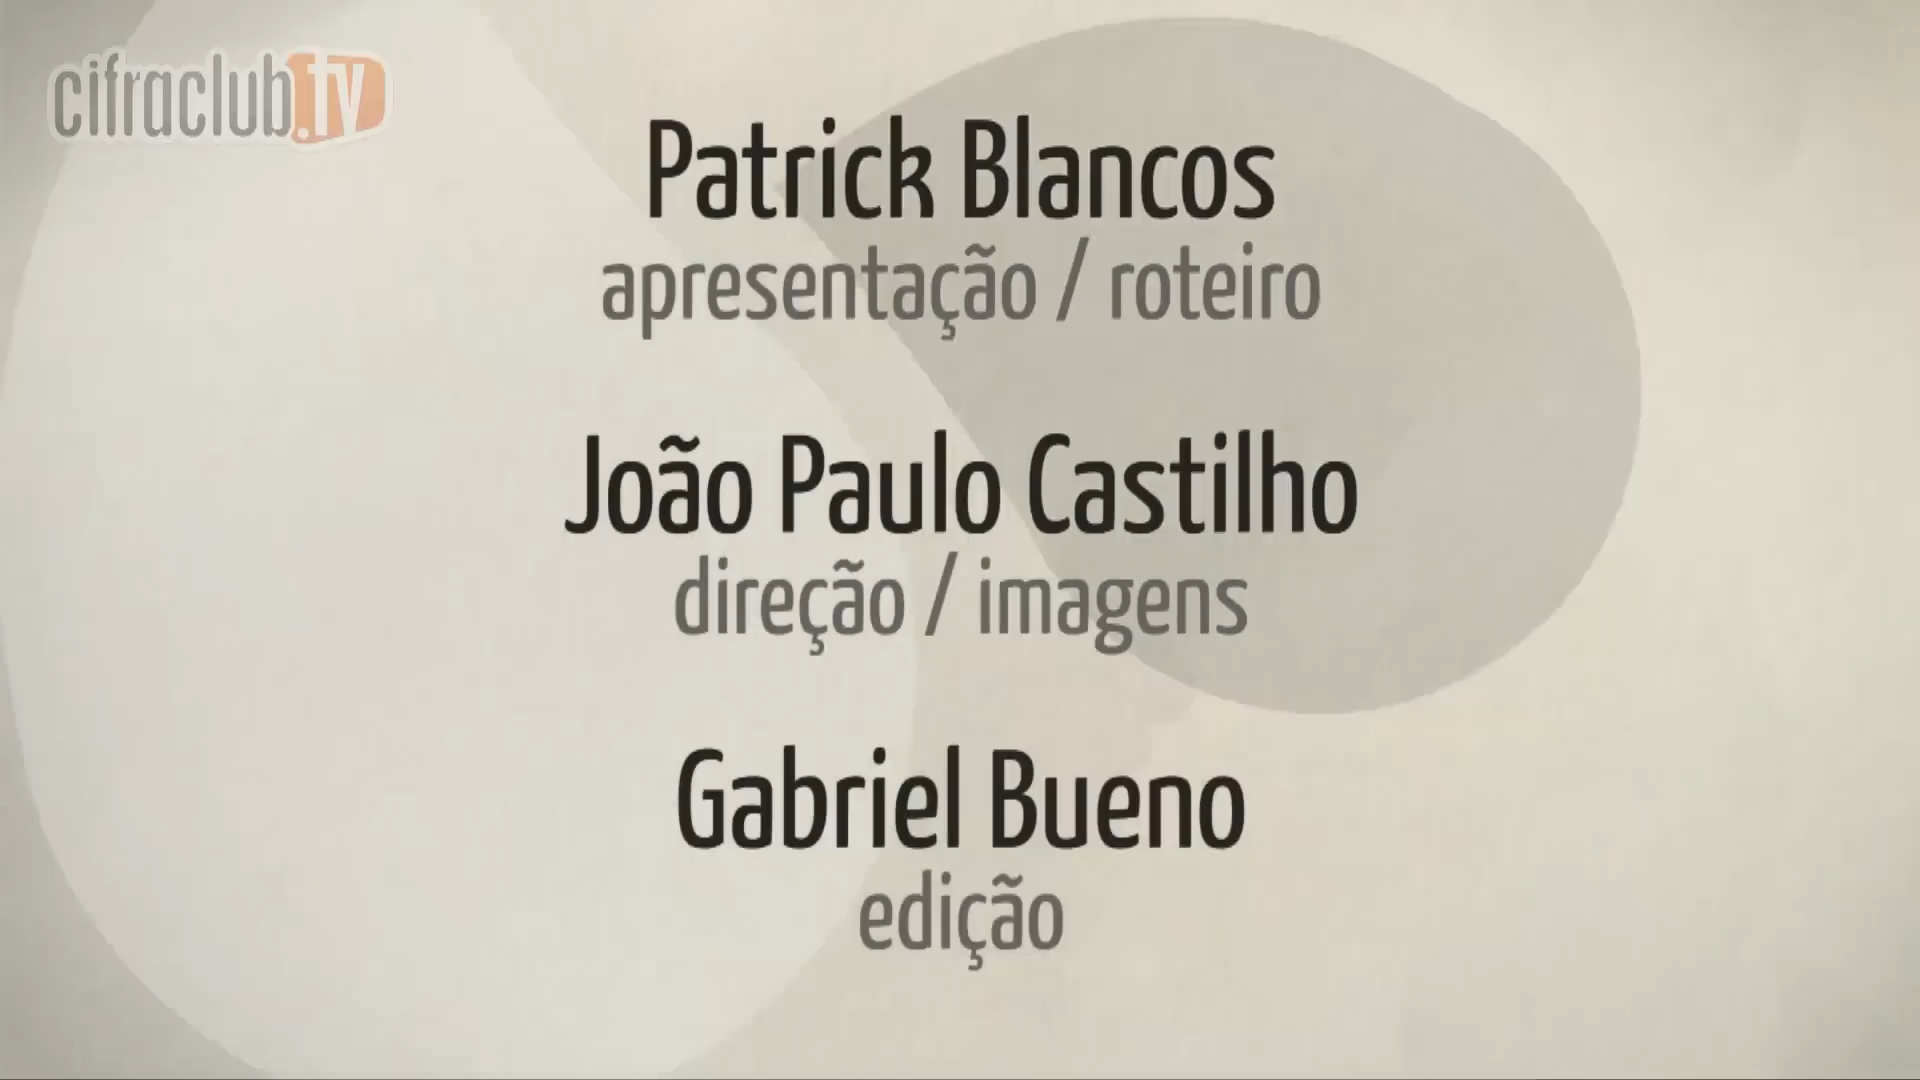 cifraclub.tv
Patrick Blancos
apresentação / roteiro
João Paulo Castilho
direção / imagens
Gabriel Bueno
edição